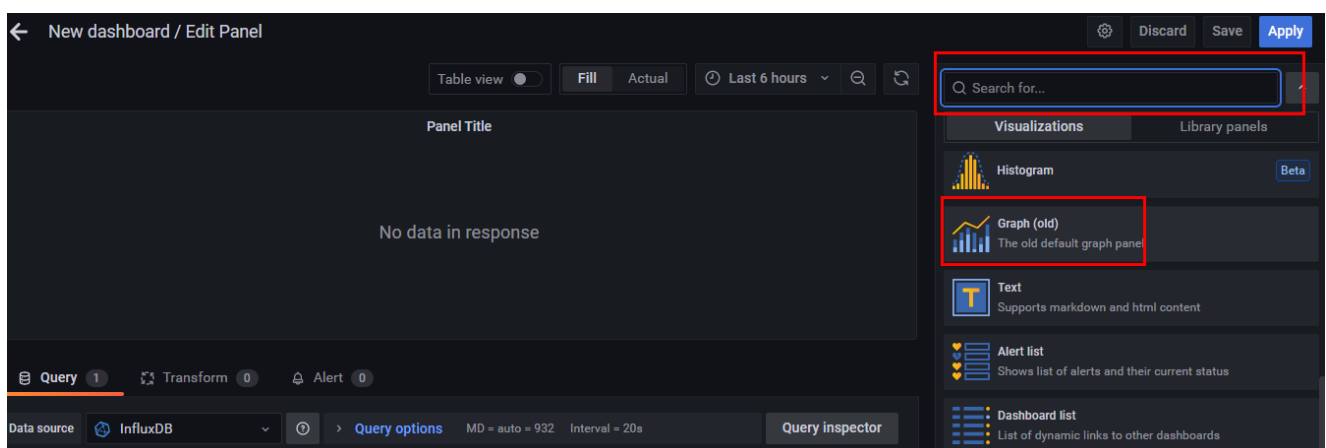 New dashboard / Edit Panel
Discard
Save
Apply
Table view
Fill
Actual
Last 6 hours
Search for...
Panel Title
Visualizations
Library panels
Histogram
Beta
No data in response
Graph (old)
The old default graph panel
Text
Supports markdown and html content
Alert list
Shows list of alerts and their current status
Query 1
Transform 0
Alert 0
Dashboard list
List of dynamic links to other dashboards
Data source
InfluxDB
Query options
MD = auto = 932
Interval = 20s
Query inspector